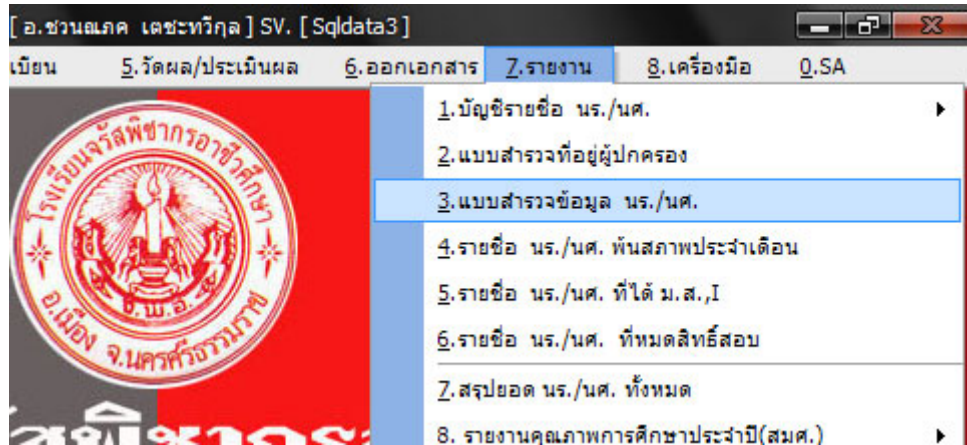 [ อ.ชวนณภค เตชะทวีกุล ] SV. [ Sqldata3 ]
เบียน 5.วัดผล/ประเมินผล 6.ออกเอกสาร 7.รายงาน 8.เครื่องมือ 0.SA
1.บัญชีรายชื่อ นร./นศ.
2.แบบสำรวจที่อยู่ผู้ปกครอง
3.แบบสำรวจข้อมูล นร./นศ.
4.รายชื่อ นร./นศ. พ้นสภาพประจำเดือน
5.รายชื่อ นร./นศ. ที่ได้ ม.ส.,I
6.รายชื่อ นร./นศ. ที่หมดสิทธิ์สอบ
7.สรุปยอด นร./นศ. ทั้งหมด
8. รายงานคุณภาพการศึกษาประจำปี(สมศ.)
โรงเรียนจรัสพิชากรอาชีวศึกษา
จ.พ.อ.
อ.เมือง จ.นครศรีธรรมราช